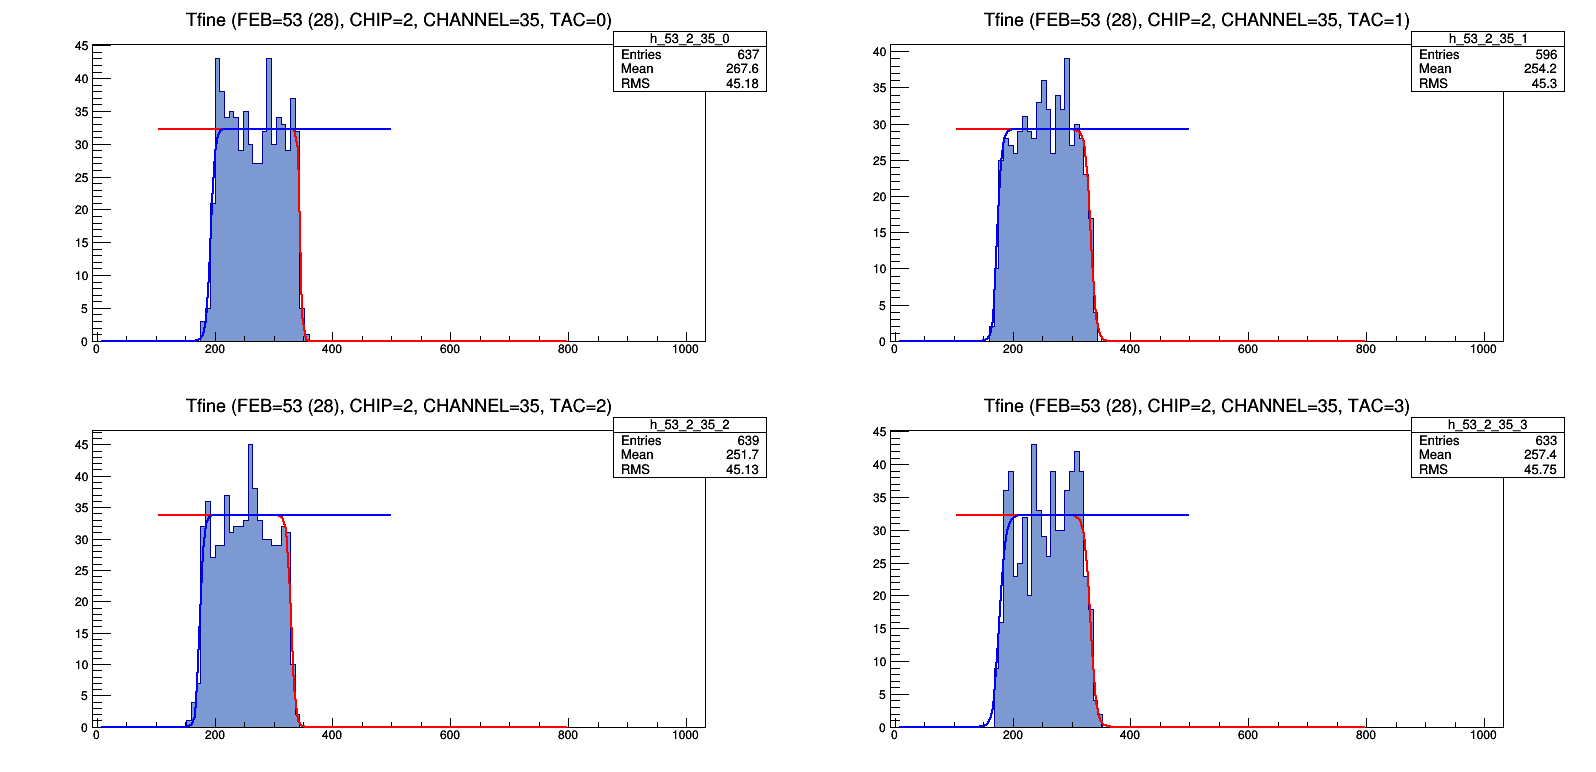 Tfine (FEB=53 (28), CHIP=2, CHANNEL=35, TAC=0)
h_53_2_35_0
Entries 637
Mean 267.6
RMS 45.18
45
40
35
30
25
20
15
10
5
0
0 200 400 600 800 1000
Tfine (FEB=53 (28), CHIP=2, CHANNEL=35, TAC=1)
h_53_2_35_1
Entries 596
Mean 254.2
RMS 45.3
40
35
30
25
20
15
10
5
0
0 200 400 600 800 1000
Tfine (FEB=53 (28), CHIP=2, CHANNEL=35, TAC=2)
h_53_2_35_2
Entries 639
Mean 251.7
RMS 45.13
45
40
35
30
25
20
15
10
5
0
0 200 400 600 800 1000
Tfine (FEB=53 (28), CHIP=2, CHANNEL=35, TAC=3)
h_53_2_35_3
Entries 633
Mean 257.4
RMS 45.75
45
40
35
30
25
20
15
10
5
0
0 200 400 600 800 1000